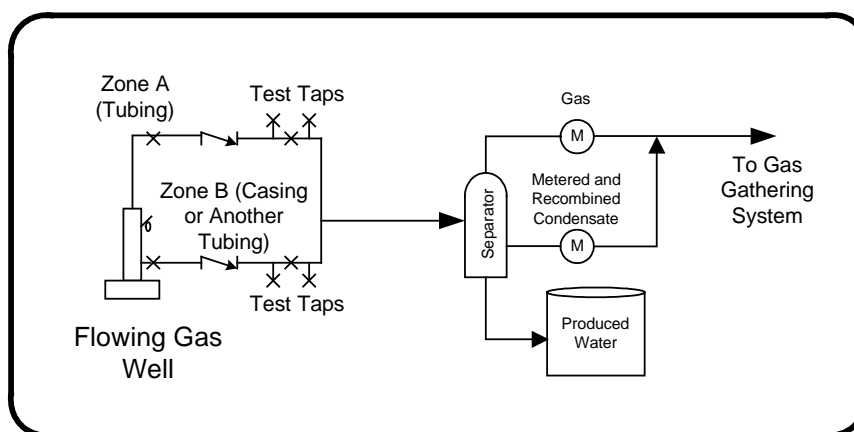 Zone A
(Tubing)
Test Taps
Zone B (Casing
or Another
Tubing)
Test Taps
Flowing Gas
Well
Separator
Gas
M
Metered and
Recombined
Condensate
M
Produced
Water
To Gas
Gathering
System